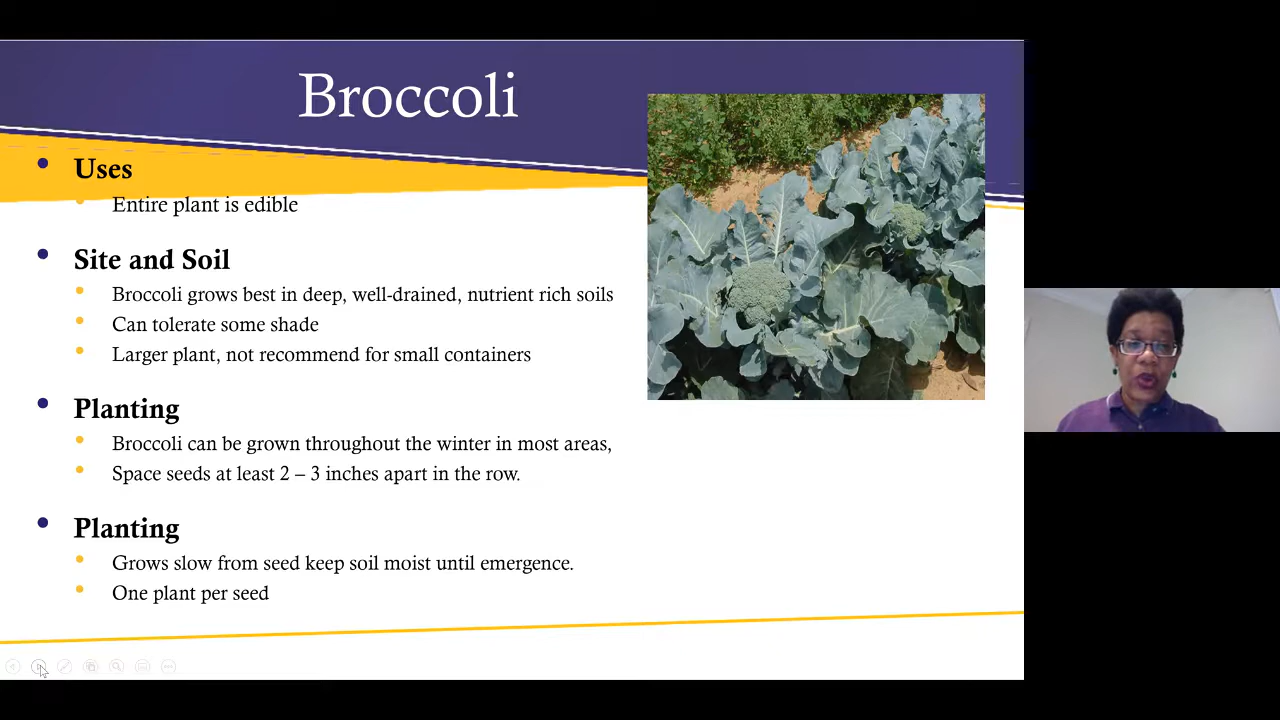 Broccoli
Uses
Entire plant is edible
Site and Soil
Broccoli grows best in deep, well-drained, nutrient rich soils
Can tolerate some shade
Larger plant, not recommend for small containers
Planting
Broccoli can be grown throughout the winter in most areas,
Space seeds at least 2 – 3 inches apart in the row.
Planting
Grows slow from seed keep soil moist until emergence.
One plant per seed